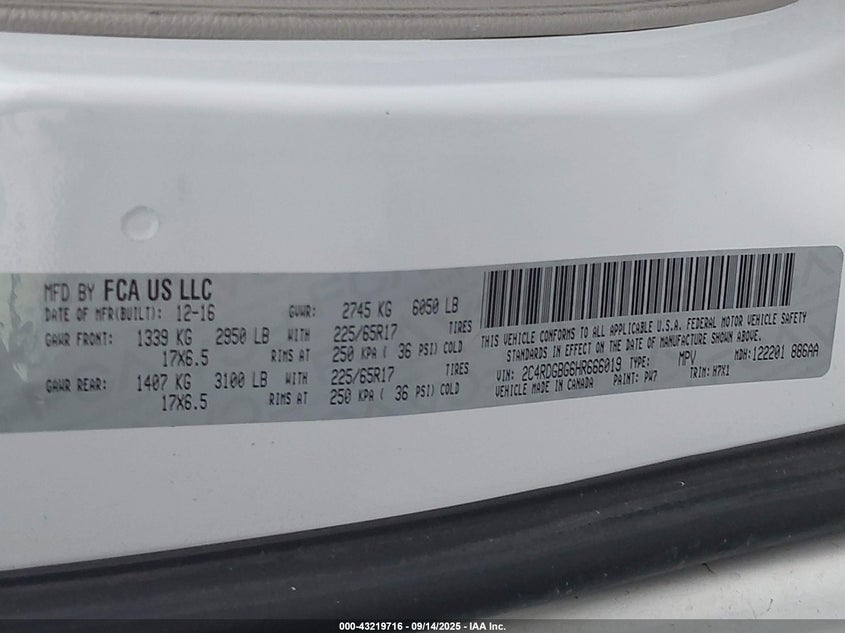 MFD BY FCA US LLC
DATE OF MFR(BUILT): 12-16 GVWR: 2745 KG 6050 LB
GAWR FRONT: 1339 KG 2950 LB WITH 225/65R17 TIRES
17X6.5 RIMS AT 250 KPA ( 36 PSI) COLD
GAWR REAR: 1407 KG 3100 LB WITH 225/65R17 TIRES
17X6.5 RIMS AT 250 KPA ( 36 PSI) COLD
THIS VEHICLE CONFORMS TO ALL APPLICABLE U.S.A. FEDERAL MOTOR VEHICLE SAFETY
STANDARDS IN EFFECT ON THE DATE OF MANUFACTURE SHOWN ABOVE.
VIN: 2C4RDGBG6HR666019 TYPE: MPV MDH: 122201 886AA
VEHICLE MADE IN CANADA PAINT: PW7 TRIM: H7X1
000-43219716 - 09/14/2025 - IAA Inc.